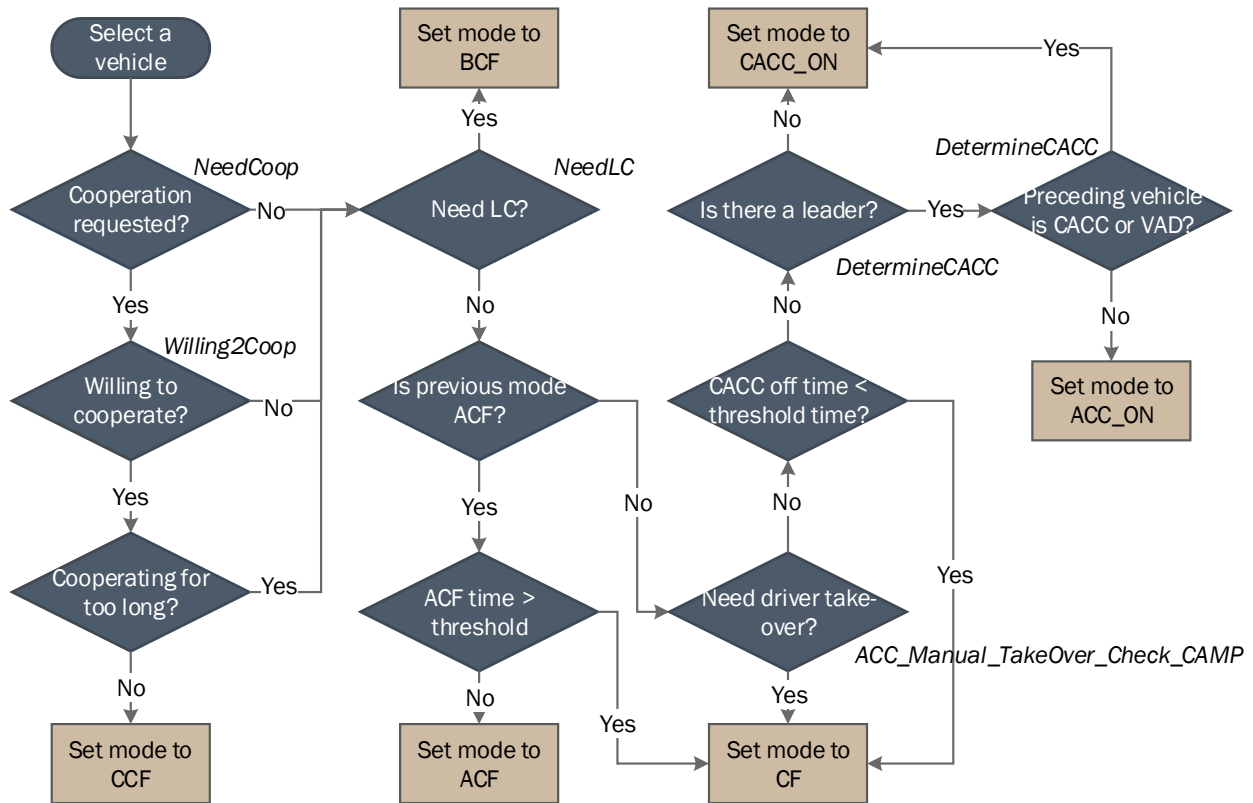 Select a
vehicle
Cooperation
requested?
NeedCoop
No
Yes
Willing2Coop
Willing to
cooperate?
No
Yes
Cooperating for
too long?
Yes
No
Set mode to
CCF
Set mode to
BCF
Yes
NeedLC
Need LC?
No
Is previous mode
ACF?
No
Yes
ACF time >
threshold
Yes
No
Set mode to
ACF
Set mode to
CACC_ON
Yes
No
DetermineCACC
Is there a leader?
Yes
Preceding vehicle
is CACC or VAD?
DetermineCACC
No
No
Set mode to
ACC_ON
CACC off time <
threshold time?
No
Yes
Need driver take-
over?
ACC_Manual_TakeOver_Check_CAMP
Yes
Set mode to
CF